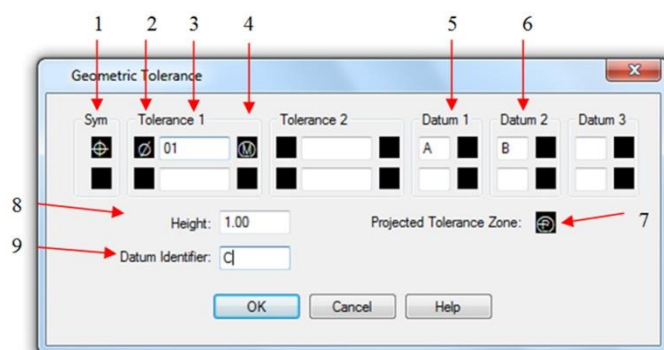 1 2 3 4 5 6
Geometric Tolerance
Sym Tolerance 1 Tolerance 2 Datum 1 Datum 2 Datum 3
Ø 01 Ⓜ A B
8 Height: 1.00 Projected Tolerance Zone: Ⓟ 7
9 Datum Identifier: C
OK Cancel Help